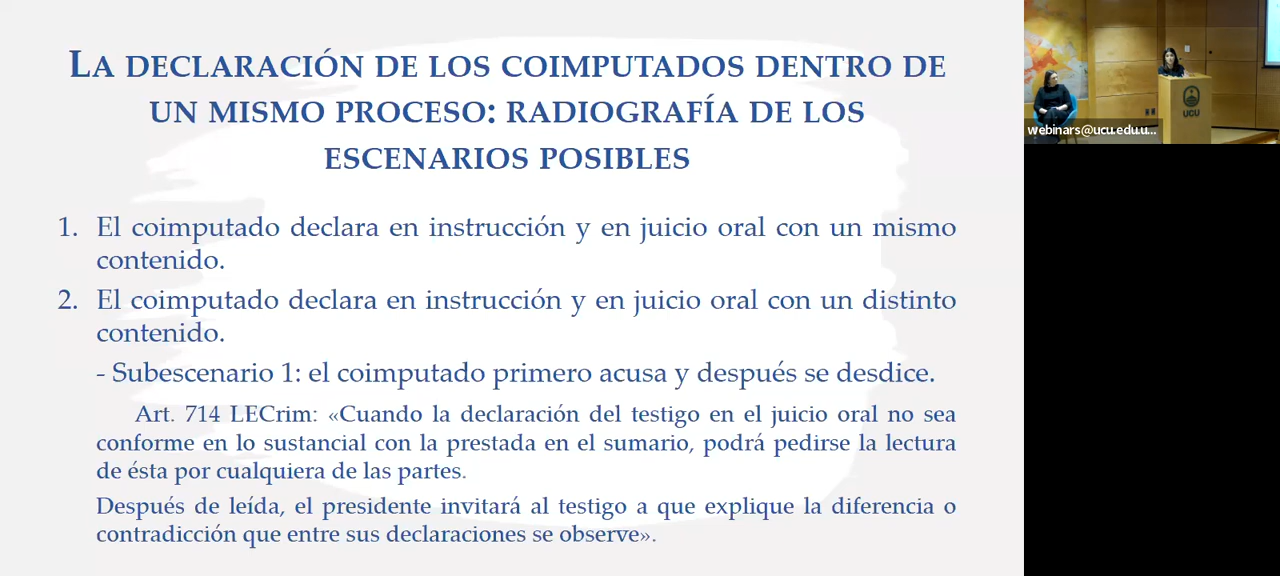 LA DECLARACIÓN DE LOS COIMPUTADOS DENTRO DE
UN MISMO PROCESO: RADIOGRAFÍA DE LOS
ESCENARIOS POSIBLES
1. El coimputado declara en instrucción y en juicio oral con un mismo
contenido.
2. El coimputado declara en instrucción y en juicio oral con un distinto
contenido.
- Subescenario 1: el coimputado primero acusa y después se desdice.
Art. 714 LECrim: «Cuando la declaración del testigo en el juicio oral no sea
conforme en lo sustancial con la prestada en el sumario, podrá pedirse la lectura
de ésta por cualquiera de las partes.
Después de leída, el presidente invitará al testigo a que explique la diferencia o
contradicción que entre sus declaraciones se observe».
webinars@ucu.edu.u...
UCU